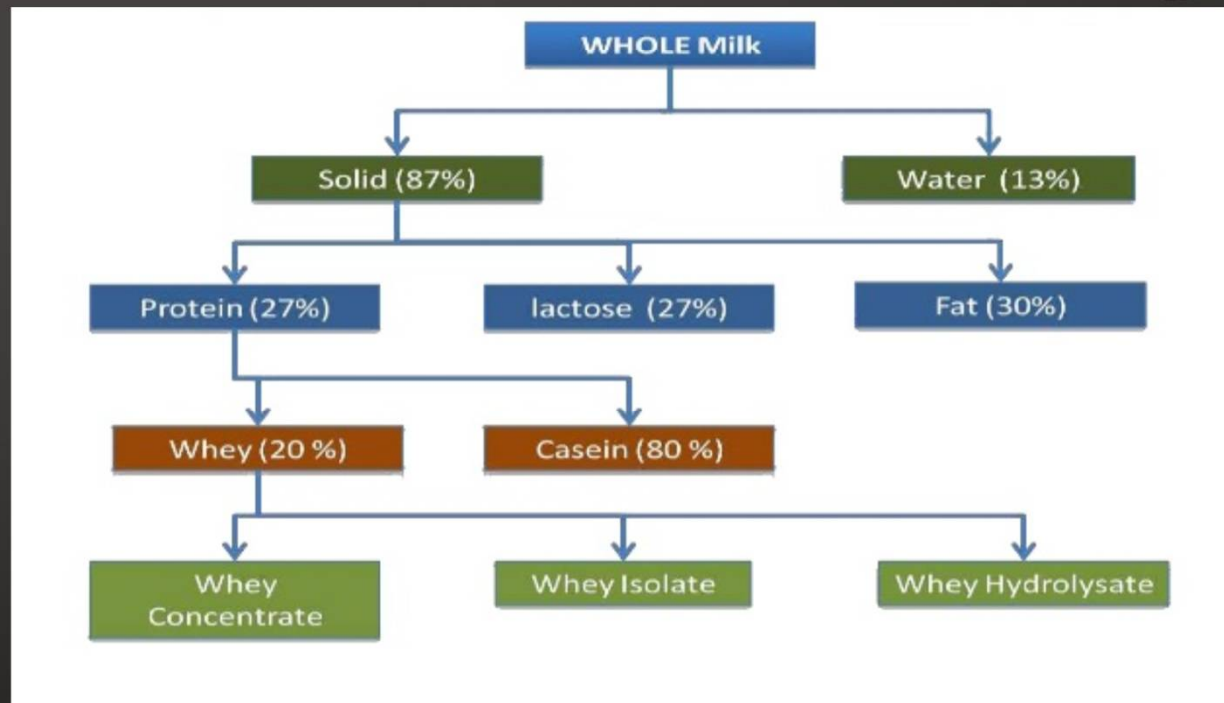 WHOLE Milk
Solid (87%)
Water (13%)
Protein (27%)
lactose (27%)
Fat (30%)
Whey (20 %)
Casein (80 %)
Whey
Concentrate
Whey Isolate
Whey Hydrolysate